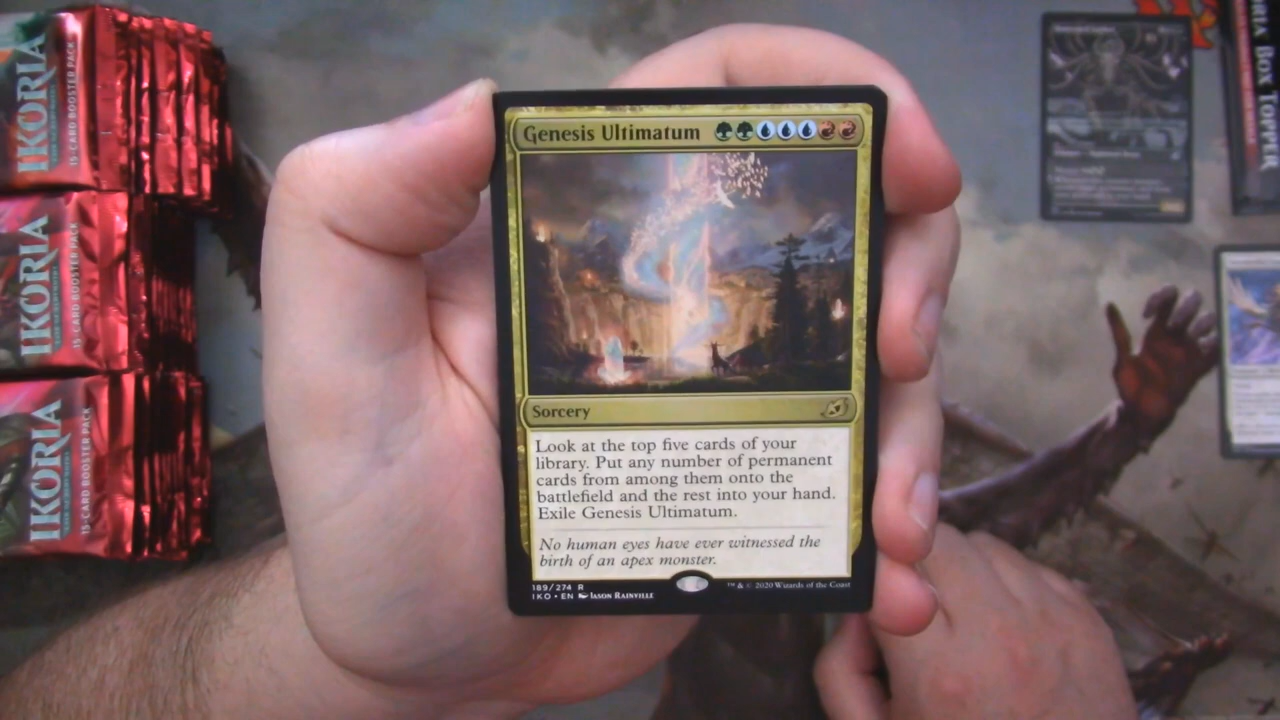 IKORIA
15-CARD BOOSTER PACK
IKORIA
15-CARD BOOSTER PACK
IKORIA
15-CARD BOOSTER PACK
Genesis Ultimatum
Sorcery
Look at the top five cards of your
library. Put any number of permanent
cards from among them onto the
battlefield and the rest into your hand.
Exile Genesis Ultimatum.
No human eyes have ever witnessed the
birth of an apex monster.
189/274 R
IKO • EN Jason Rainville
™ & © 2020 Wizards of the Coast
RIA BOX TOPPER